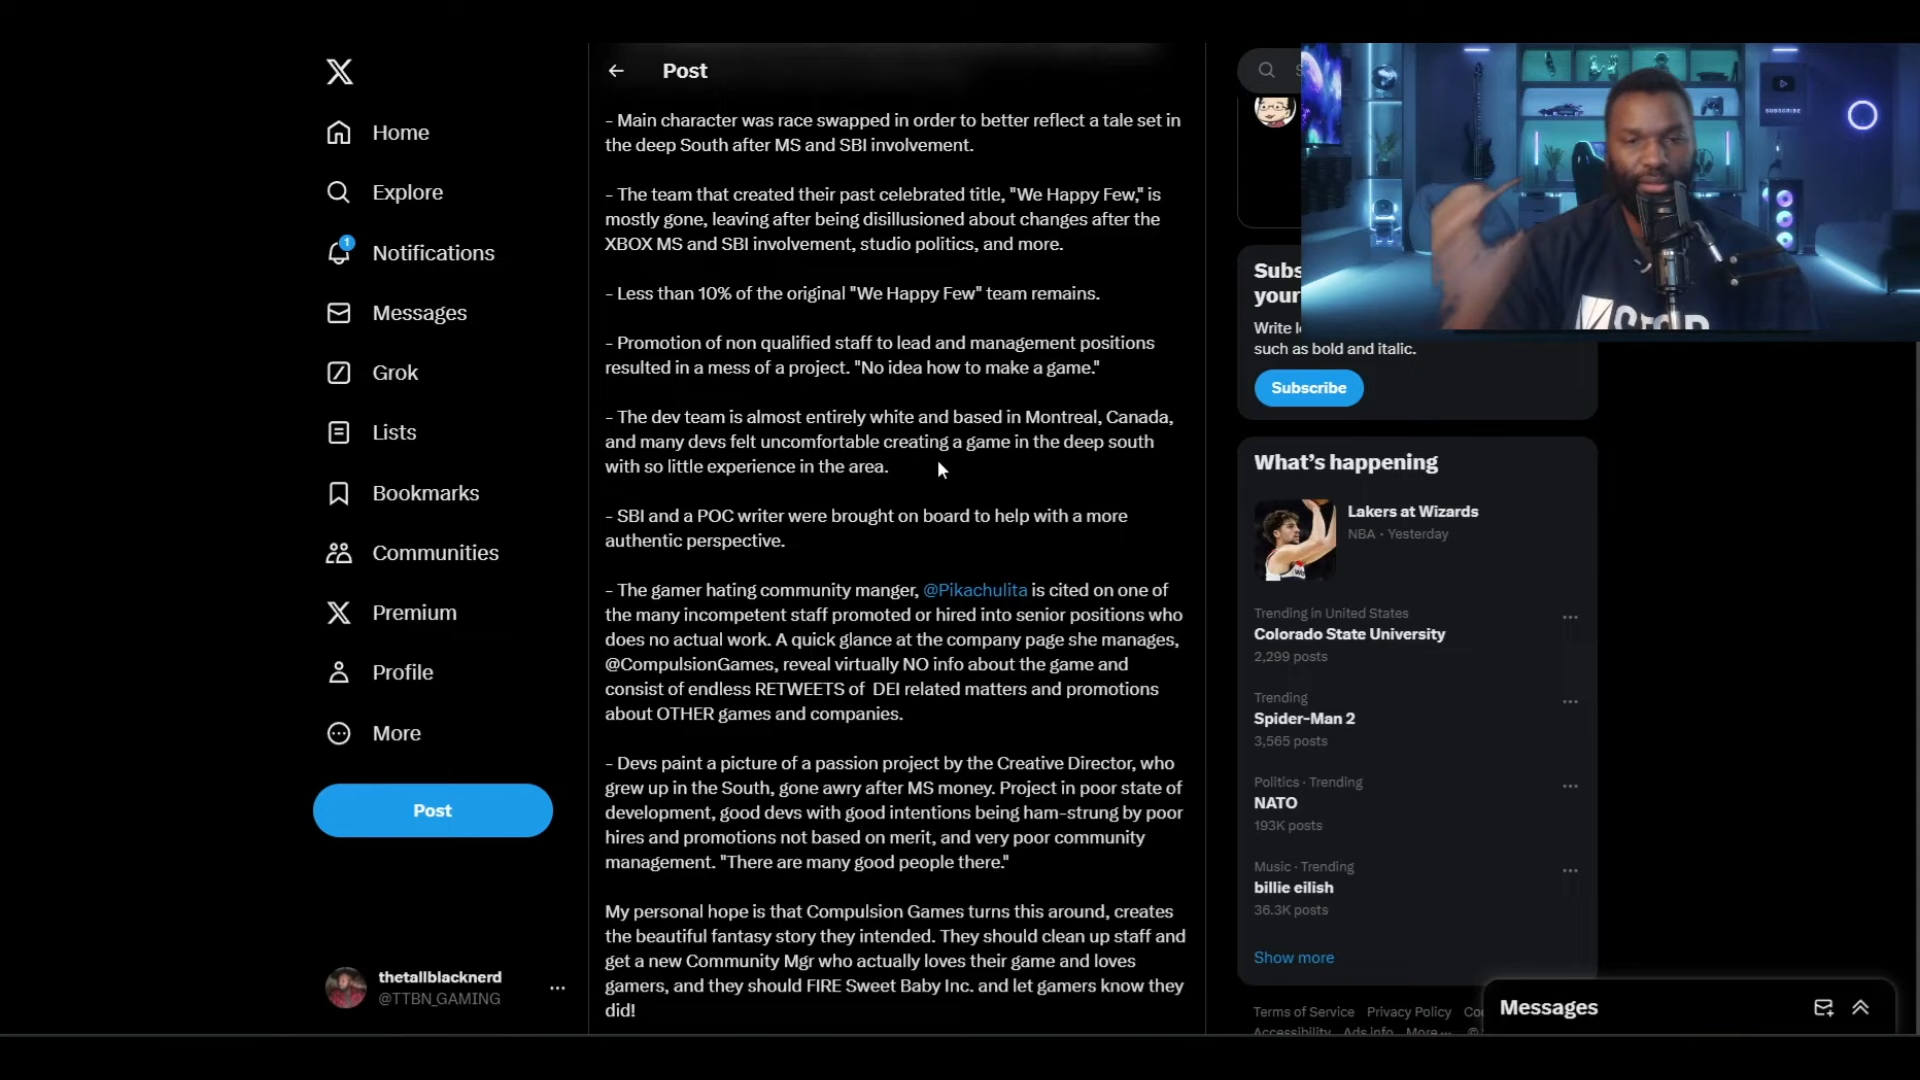 Home
Explore
1
Notifications
Messages
Grok
Lists
Bookmarks
Communities
Premium
Profile
More
Post
thetallblacknerd
@TTBN_GAMING
Post
- Main character was race swapped in order to better reflect a tale set in
the deep South after MS and SBI involvement.
- The team that created their past celebrated title, "We Happy Few," is
mostly gone, leaving after being disillusioned about changes after the
XBOX MS and SBI involvement, studio politics, and more.
- Less than 10% of the original "We Happy Few" team remains.
- Promotion of non qualified staff to lead and management positions
resulted in a mess of a project. "No idea how to make a game."
- The dev team is almost entirely white and based in Montreal, Canada,
and many devs felt uncomfortable creating a game in the deep south
with so little experience in the area.
- SBI and a POC writer were brought on board to help with a more
authentic perspective.
- The gamer hating community manger, @Pikachulita is cited on one of
the many incompetent staff promoted or hired into senior positions who
does no actual work. A quick glance at the company page she manages,
@CompulsionGames, reveal virtually NO info about the game and
consist of endless RETWEETS of DEI related matters and promotions
about OTHER games and companies.
- Devs paint a picture of a passion project by the Creative Director, who
grew up in the South, gone awry after MS money. Project in poor state of
development, good devs with good intentions being ham-strung by poor
hires and promotions not based on merit, and very poor community
management. "There are many good people there."
My personal hope is that Compulsion Games turns this around, creates
the beautiful fantasy story they intended. They should clean up staff and
get a new Community Mgr who actually loves their game and loves
gamers, and they should FIRE Sweet Baby Inc. and let gamers know they
did!
SUBSCRIBE
Subs
your
Write
such as bold and italic.
Subscribe
What's happening
Lakers at Wizards
NBA · Yesterday
Trending in United States
Colorado State University
2,299 posts
Trending
Spider-Man 2
3,565 posts
Politics · Trending
NATO
193K posts
Music · Trending
billie eilish
36.3K posts
Show more
Terms of Service Privacy Policy Coo
Accessibility Ads info More
Messages